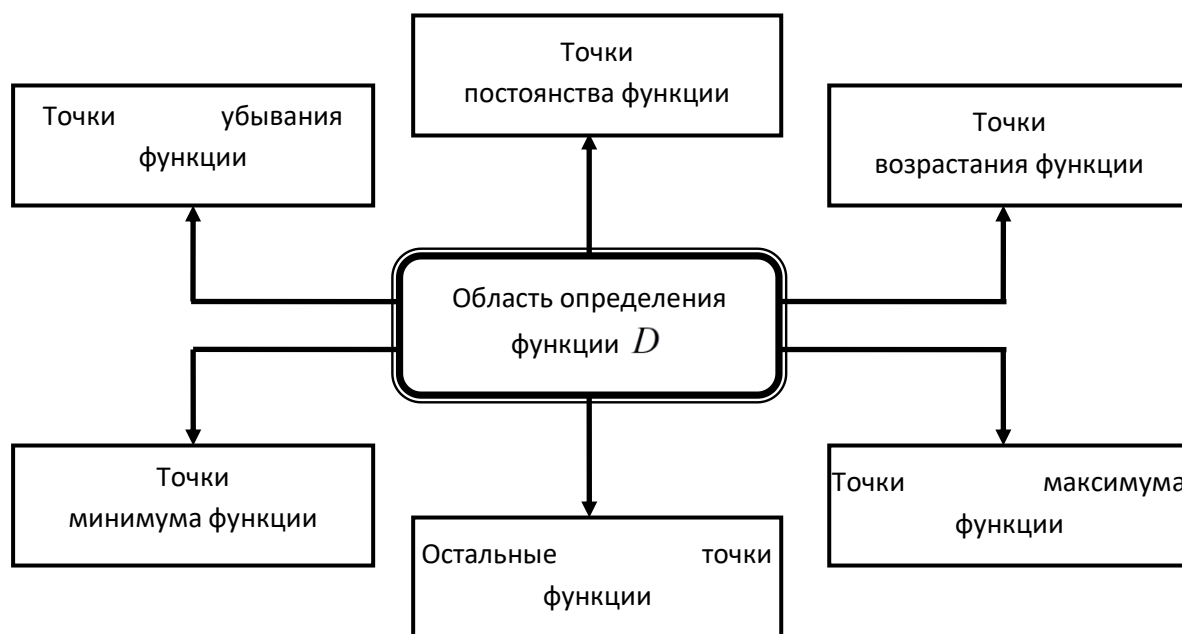 Точки
постоянства функции
Точки убывания
функции
Точки
возрастания функции
Область определения
функции D
Точки
минимума функции
Точки максимума
функции
Остальные точки
функции